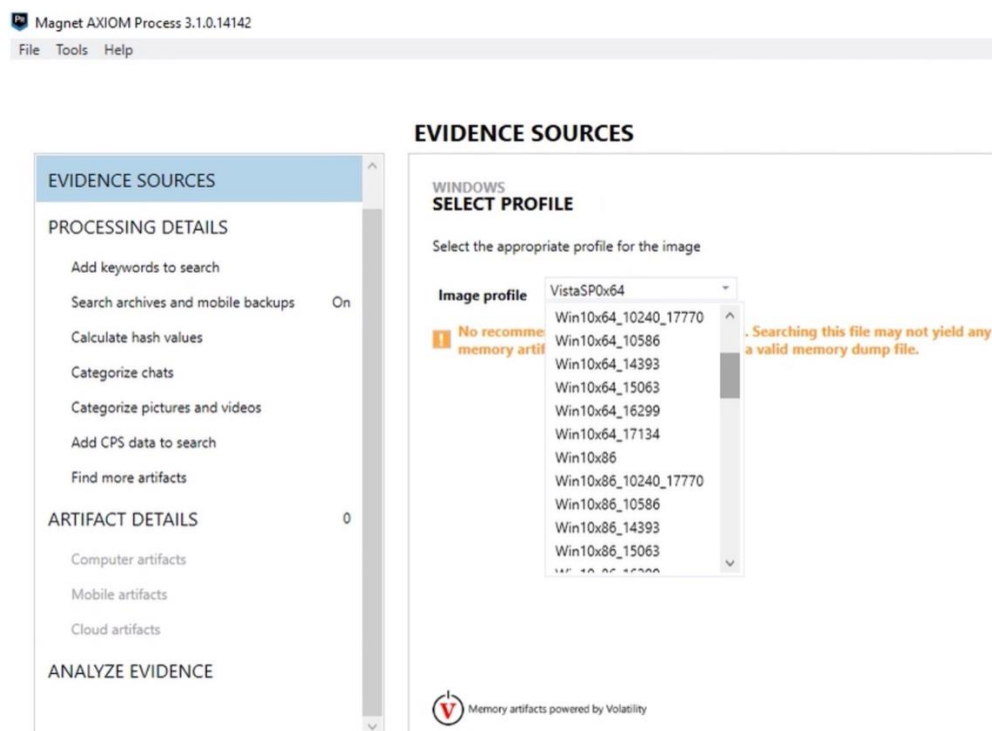 Magnet AXIOM Process 3.1.0.14142
File Tools Help
EVIDENCE SOURCES
EVIDENCE SOURCES
PROCESSING DETAILS
Add keywords to search
Search archives and mobile backups On
Calculate hash values
Categorize chats
Categorize pictures and videos
Add CPS data to search
Find more artifacts
ARTIFACT DETAILS 0
Computer artifacts
Mobile artifacts
Cloud artifacts
ANALYZE EVIDENCE
WINDOWS
SELECT PROFILE
Select the appropriate profile for the image
Image profile VistaSP0x64
No recomme . Searching this file may not yield any
memory artif a valid memory dump file.
Win10x64_10240_17770
Win10x64_10586
Win10x64_14393
Win10x64_15063
Win10x64_16299
Win10x64_17134
Win10x86
Win10x86_10240_17770
Win10x86_10586
Win10x86_14393
Win10x86_15063
Memory artifacts powered by Volatility